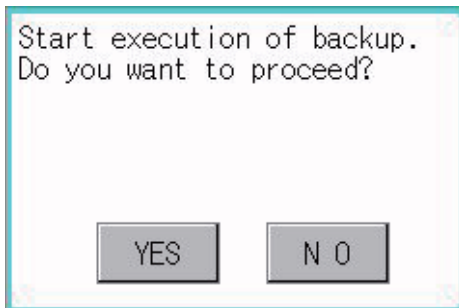 Start execution of backup.
Do you want to proceed?
YES
N O